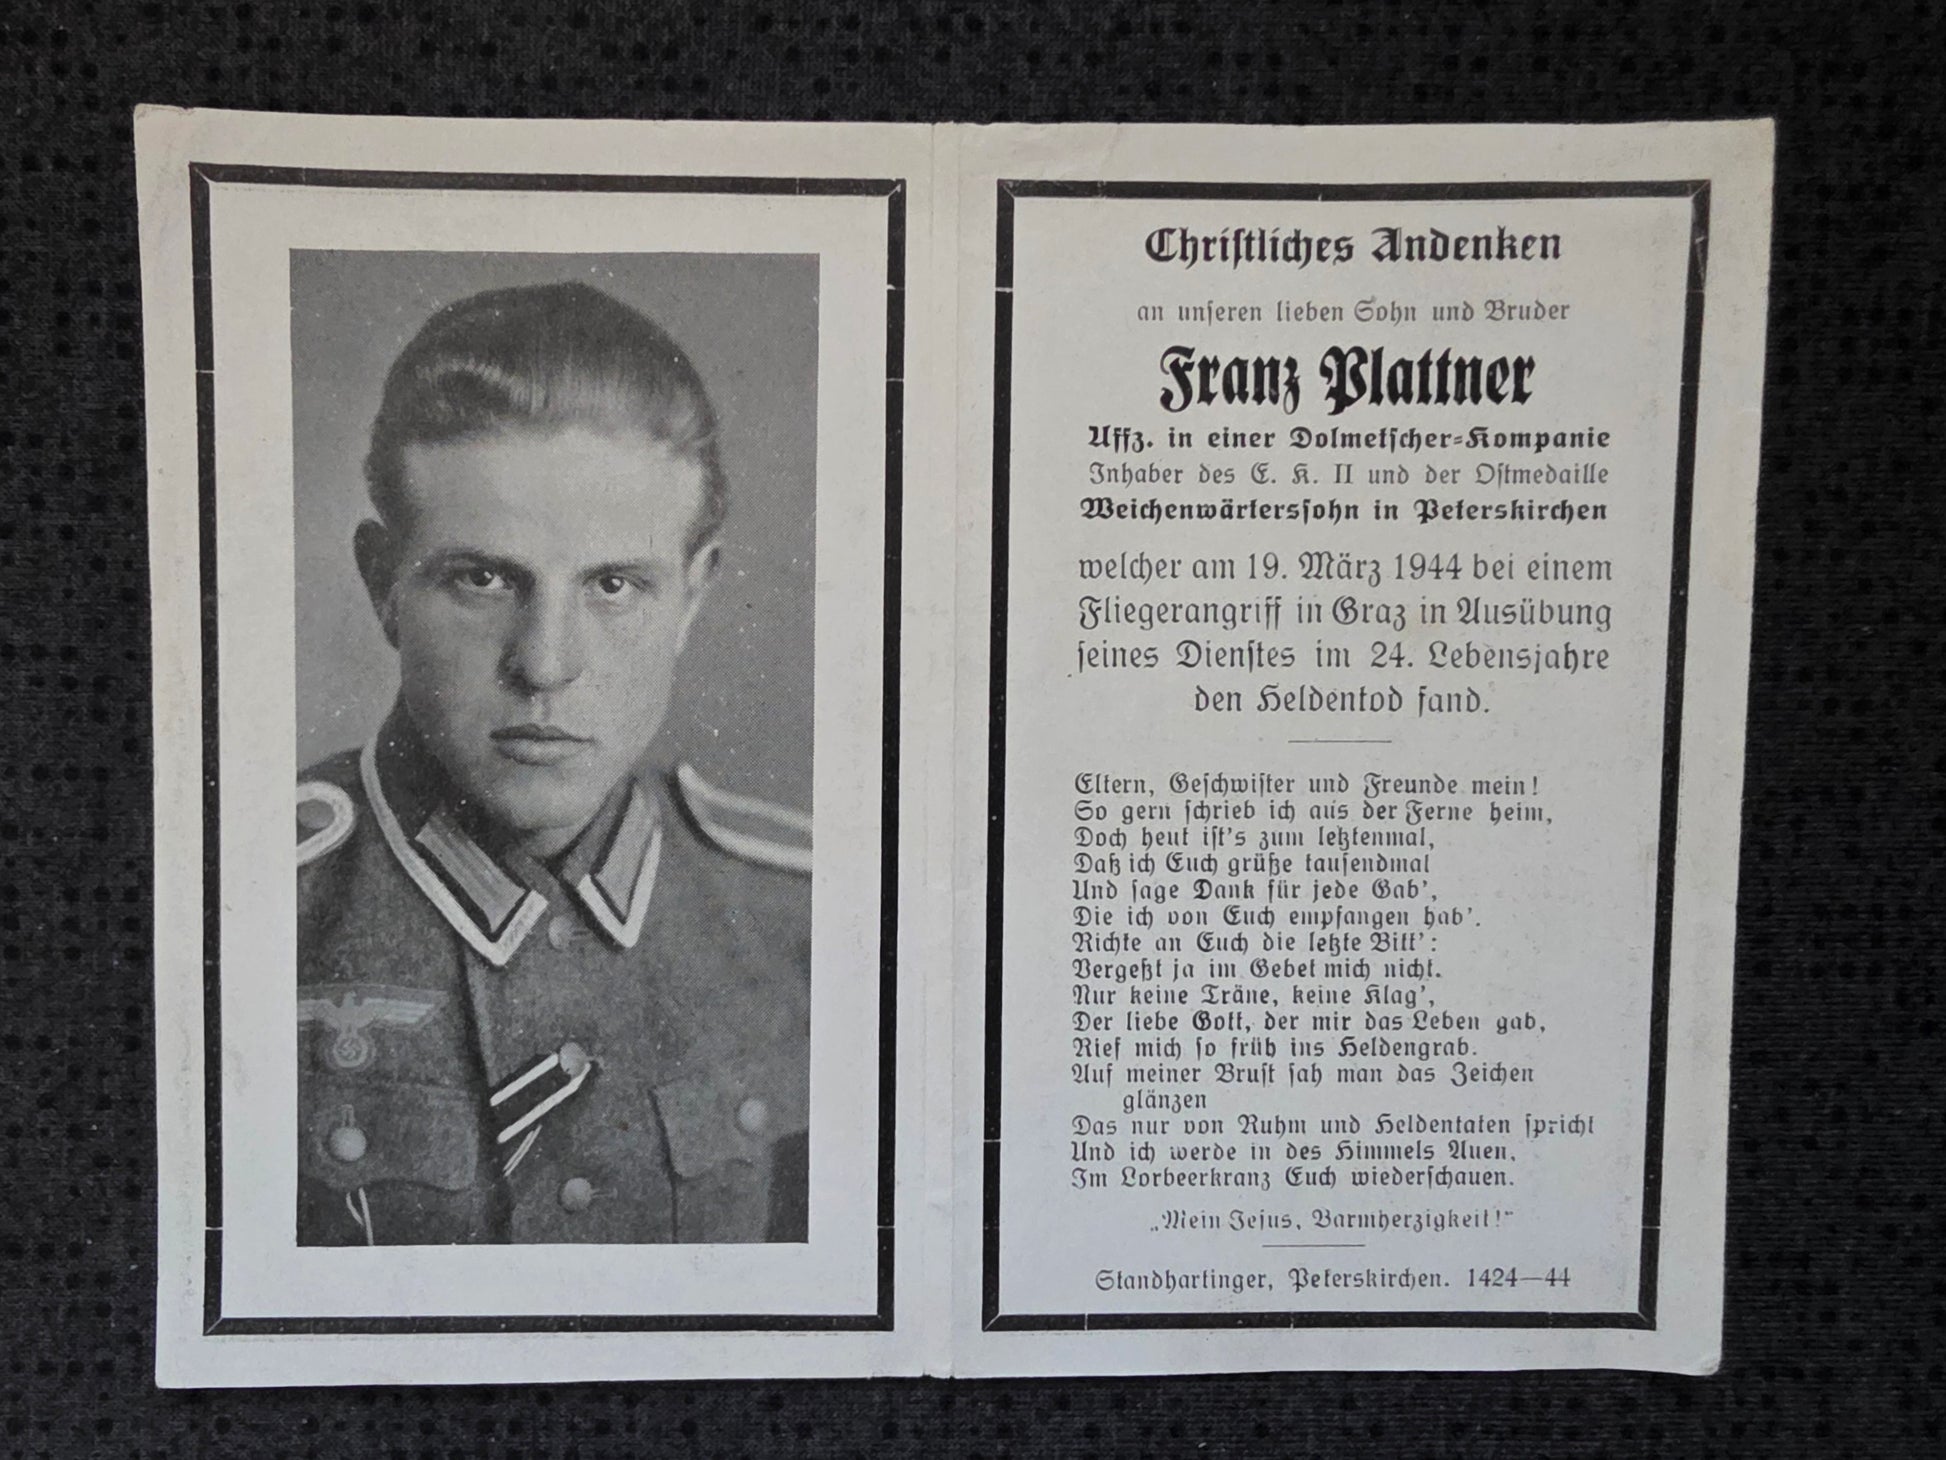 Christliches Andenken
an unseren lieben Sohn und Bruder
Franz Plattner
Uffz. in einer Dolmetscher-Kompanie
Inhaber des E. K. II und der Ostmedaille
Weichenwärterssohn in Peterskirchen
welcher am 19. März 1944 bei einem
Fliegerangriff in Graz in Ausübung
seines Dienstes im 24. Lebensjahre
den Heldentod fand.
Eltern, Geschwister und Freunde mein!
So gern schrieb ich aus der Ferne heim,
Doch heut ist's zum letztenmal,
Daß ich Euch grüße tausendmal
Und sage Dank für jede Gab',
Die ich von Euch empfangen hab'.
Richte an Euch die letzte Bitt':
Vergeßt ja im Gebet mich nicht.
Nur keine Träne, keine Klag',
Der liebe Gott, der mir das Leben gab,
Rief mich so früh ins Heldengrab.
Auf meiner Brust sah man das Zeichen
glänzen
Das nur von Ruhm und Heldentaten spricht
Und ich werde in des Himmels Auen,
Im Lorbeerkranz Euch wiederschauen.
„Mein Jesus, Barmherzigkeit!"
Standhartinger, Peterskirchen. 1424—44